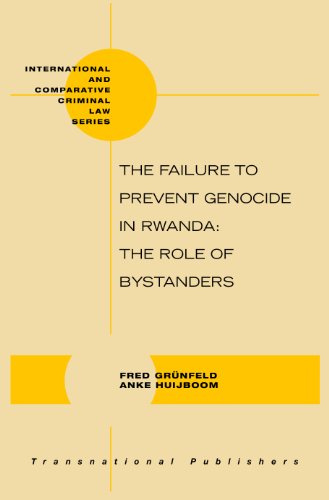 INTERNATIONAL
AND
COMPARATIVE
CRIMINAL
LAW
SERIES
THE FAILURE TO
PREVENT GENOCIDE
IN RWANDA:
THE ROLE OF
BYSTANDERS
FRED GRÜNFELD
ANKE HUIJBOOM
Transnational Publishers